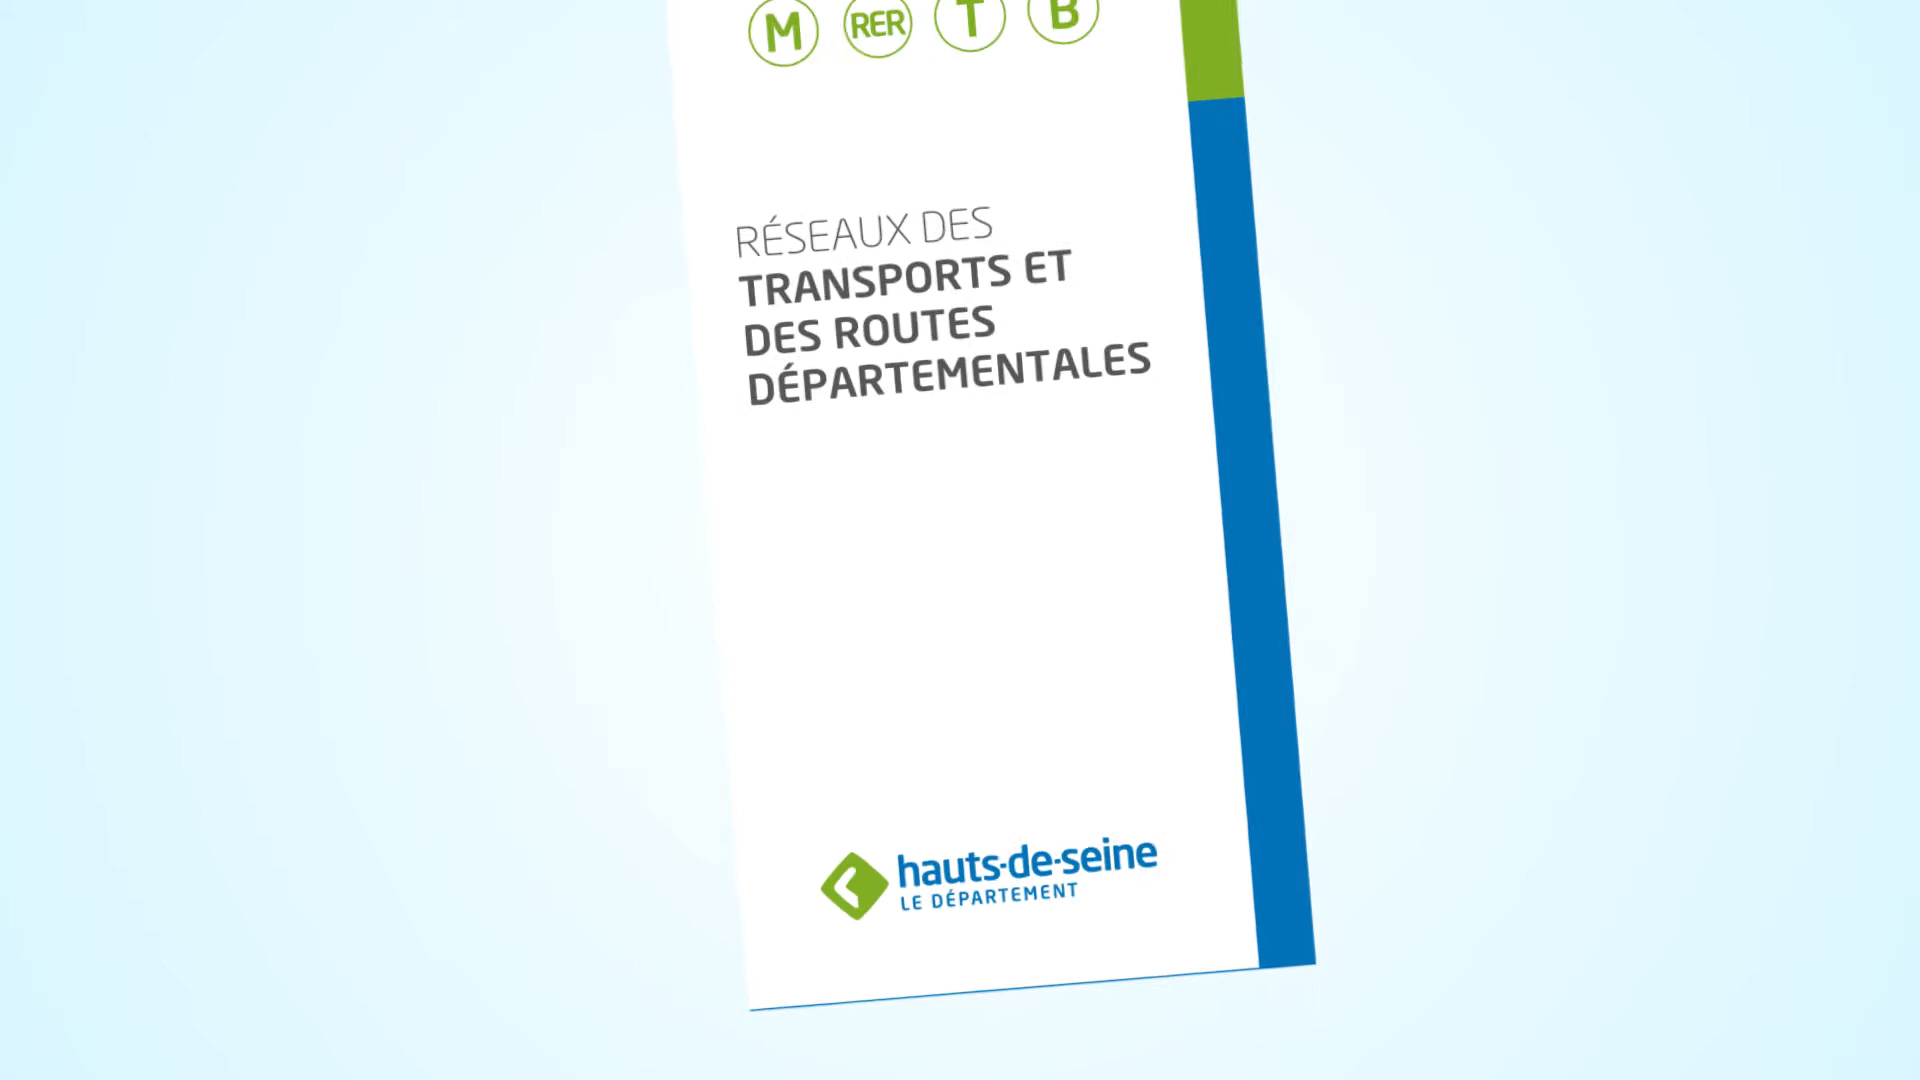 M RER T B
RÉSEAUX DES
TRANSPORTS ET
DES ROUTES
DÉPARTEMENTALES
hauts-de-seine
LE DÉPARTEMENT